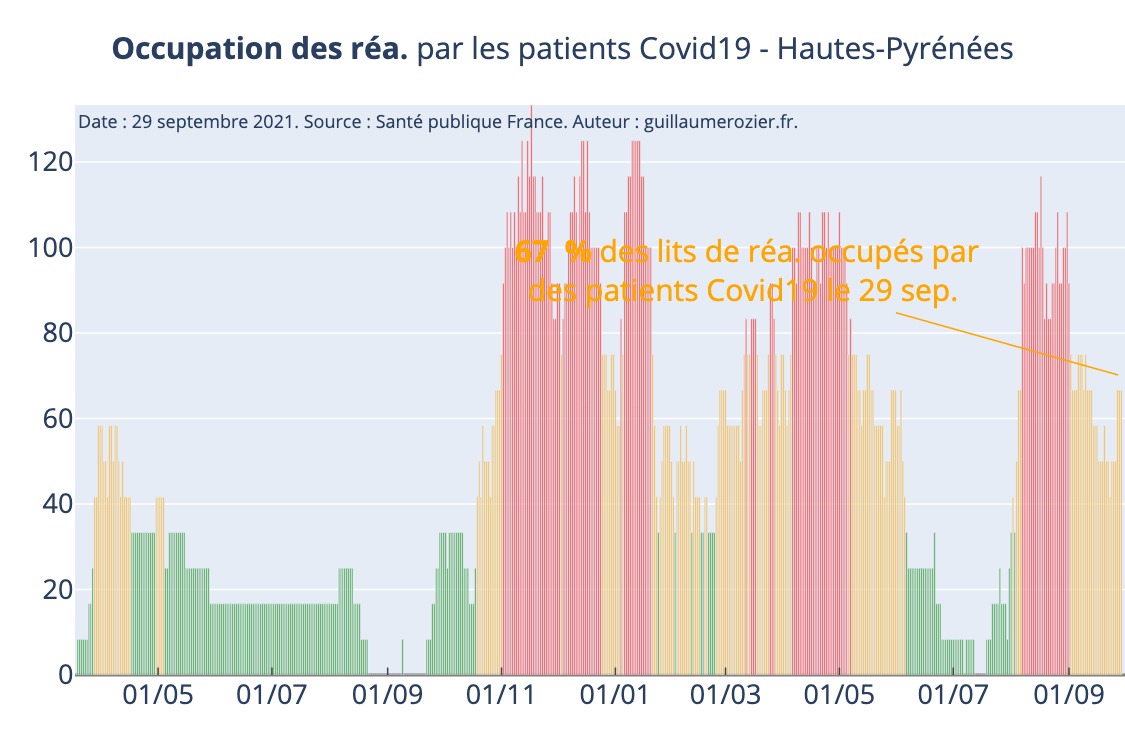 Occupation des réa. par les patients Covid19 - Hautes-Pyrénées
Date : 29 septembre 2021. Source : Santé publique France. Auteur : guillaumerozier.fr.
120
100
67 % des lits de réa. occupés par
des patients Covid19 le 29 sep.
80
60
40
20
0
01/05 01/07 01/09 01/11 01/01 01/03 01/05 01/07 01/09